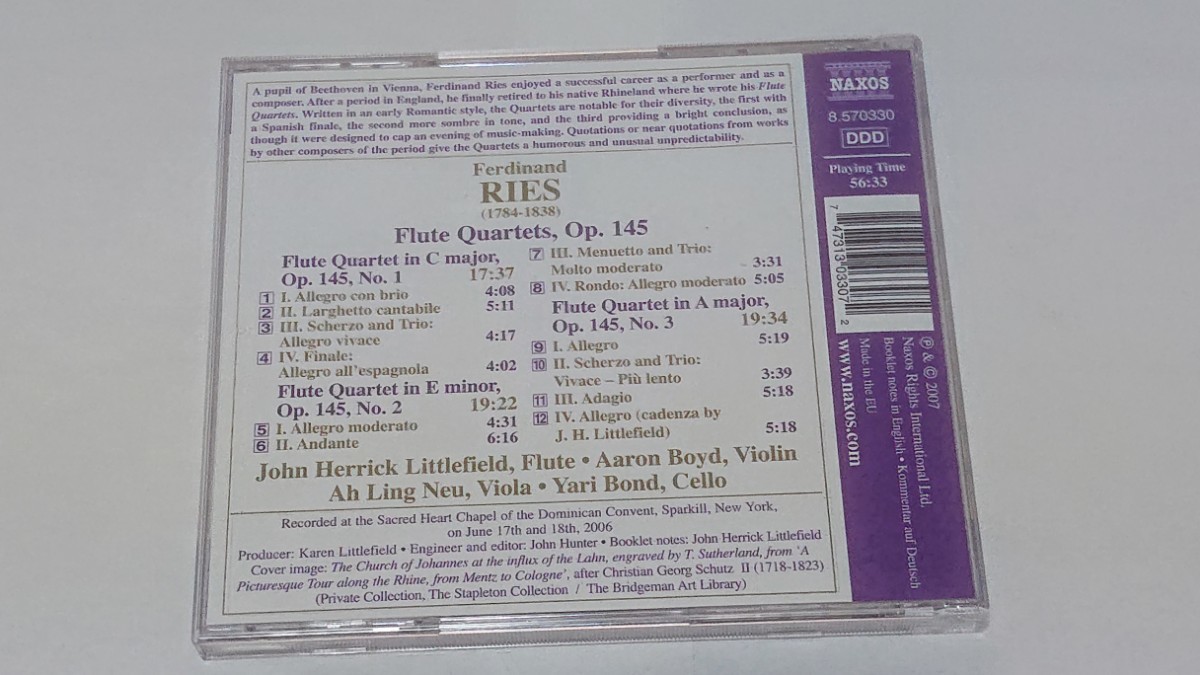 A pupil of Beethoven in Vienna, Ferdinand Ries enjoyed a successful career as a performer and as a
composer. After a period in England, he finally retired to his native Rhineland where he wrote his Flute
Quartets. Written in an early Romantic style, the Quartets are notable for their diversity, the first with
a Spanish finale, the second more sombre in tone, and the third providing a bright conclusion, as
though it were designed to cap an evening of music-making. Quotations or near quotations from works
by other composers of the period give the Quartets a humorous and unusual unpredictability.
Ferdinand
RIES
(1784-1838)
Flute Quartets, Op. 145
Flute Quartet in C major,
Op. 145, No. 1 17:37
1 I. Allegro con brio 4:08
2 II. Larghetto cantabile 5:11
3 III. Scherzo and Trio:
Allegro vivace 4:17
4 IV. Finale:
Allegro all'espagnola 4:02
Flute Quartet in E minor,
Op. 145, No. 2 19:22
5 I. Allegro moderato 4:31
6 II. Andante 6:16
7 III. Menuetto and Trio:
Molto moderato 3:31
8 IV. Rondo: Allegro moderato 5:05
Flute Quartet in A major,
Op. 145, No. 3 19:34
9 I. Allegro 5:19
10 II. Scherzo and Trio:
Vivace – Più lento 3:39
11 III. Adagio 5:18
12 IV. Allegro (cadenza by
J. H. Littlefield) 5:18
John Herrick Littlefield, Flute • Aaron Boyd, Violin
Ah Ling Neu, Viola • Yari Bond, Cello
Recorded at the Sacred Heart Chapel of the Dominican Convent, Sparkill, New York,
on June 17th and 18th, 2006
Producer: Karen Littlefield • Engineer and editor: John Hunter • Booklet notes: John Herrick Littlefield
Cover image: The Church of Johannes at the influx of the Lahn, engraved by T. Sutherland, from 'A
Picturesque Tour along the Rhine, from Mentz to Cologne', after Christian Georg Schutz II (1718-1823)
(Private Collection, The Stapleton Collection / The Bridgeman Art Library)
NAXOS
8.570330
DDD
Playing Time
56:33
7 47313 03307 2
℗ & © 2007
Naxos Rights International Ltd.
Booklet notes in English • Kommentar auf Deutsch
Made in the EU
www.naxos.com